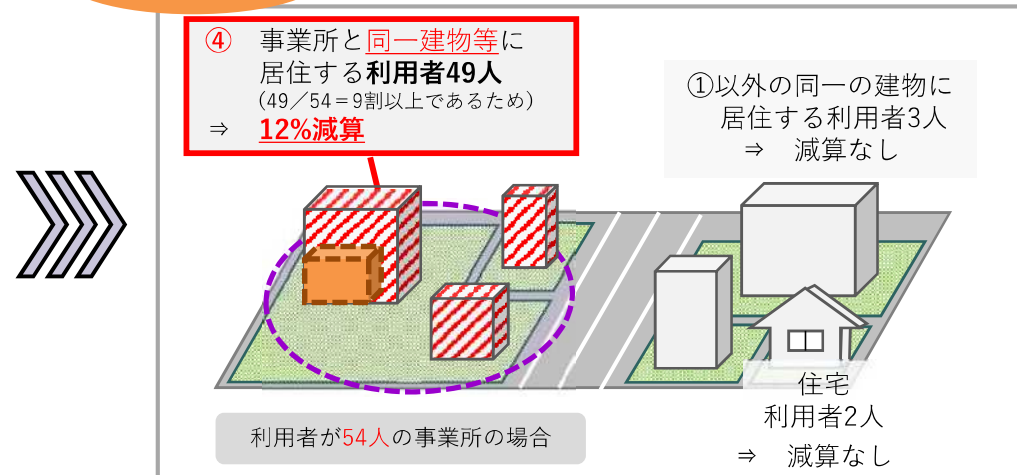 ④ 事業所と同一建物等に
居住する利用者49人
(49／54＝9割以上であるため)
⇒ 12%減算
①以外の同一の建物に
居住する利用者3人
⇒ 減算なし
住宅
利用者2人
⇒ 減算なし
利用者が54人の事業所の場合